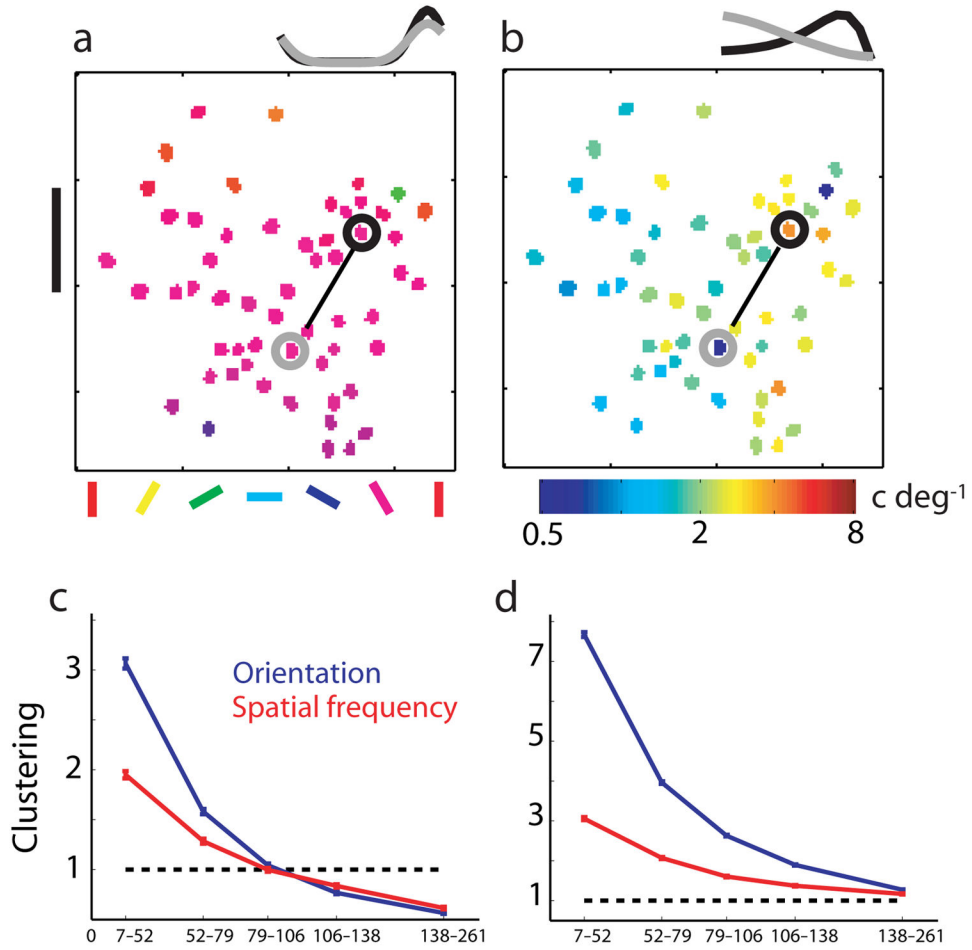 a
b
c deg-1
0.5
2
8
c
d
3
2
1
Orientation
Spatial frequency
Clustering
0
7–52
52–79
79–106
106–138
138–261
7
5
3
1
7–52
52–79
79–106
106–138
138–261